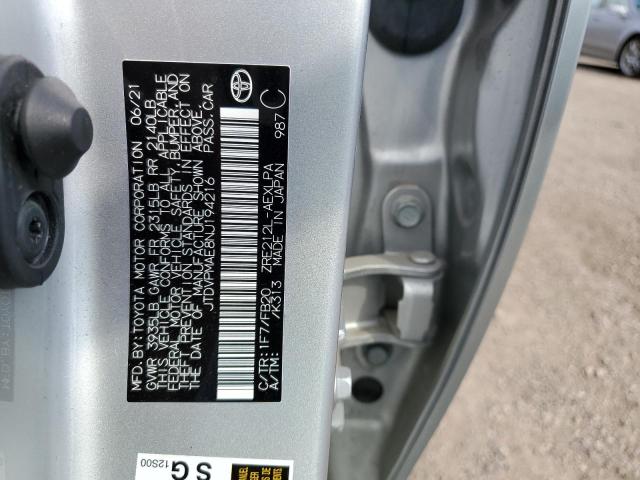 MFD. BY: TOYOTA MOTOR CORPORATION 06/21
GVWR 3935LB GAWR FR 2315LB RR 2140LB
THIS VEHICLE CONFORMS TO ALL APPLICABLE
FEDERAL MOTOR VEHICLE SAFETY, BUMPER, AND
THEFT PREVENTION STANDARDS IN EFFECT ON
THE DATE OF MANUFACTURE SHOWN ABOVE.
JTDVPMAE8NJ194216 PASS. CAR
C/TR: 1F7/FB20 ZRE212L-AEXLPA
A/TM: /K313 MADE IN JAPAN
987 C
SG
12S00